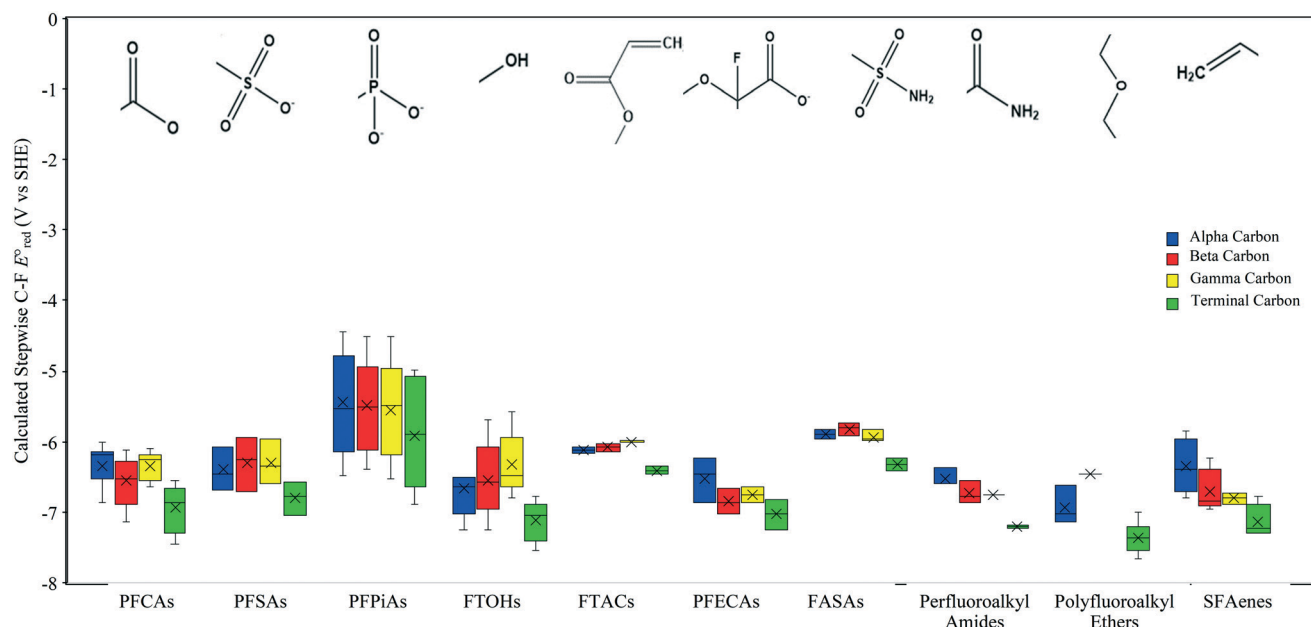 0
-1
-2
-3
-4
-5
-6
-7
-8
Calculated Stepwise C-F E°red (V vs SHE)
O
O
O
S
O
O-
O
P
O-
O-
OH
CH
O
O
F
O
O
O-
O
S
O
NH2
O
NH2
O
H2C
Alpha Carbon
Beta Carbon
Gamma Carbon
Terminal Carbon
PFCAs
PFSAs
PFPiAs
FTOHs
FTACs
PFECAs
FASAs
Perfluoroalkyl
Amides
Polyfluoroalkyl
Ethers
SFAenes